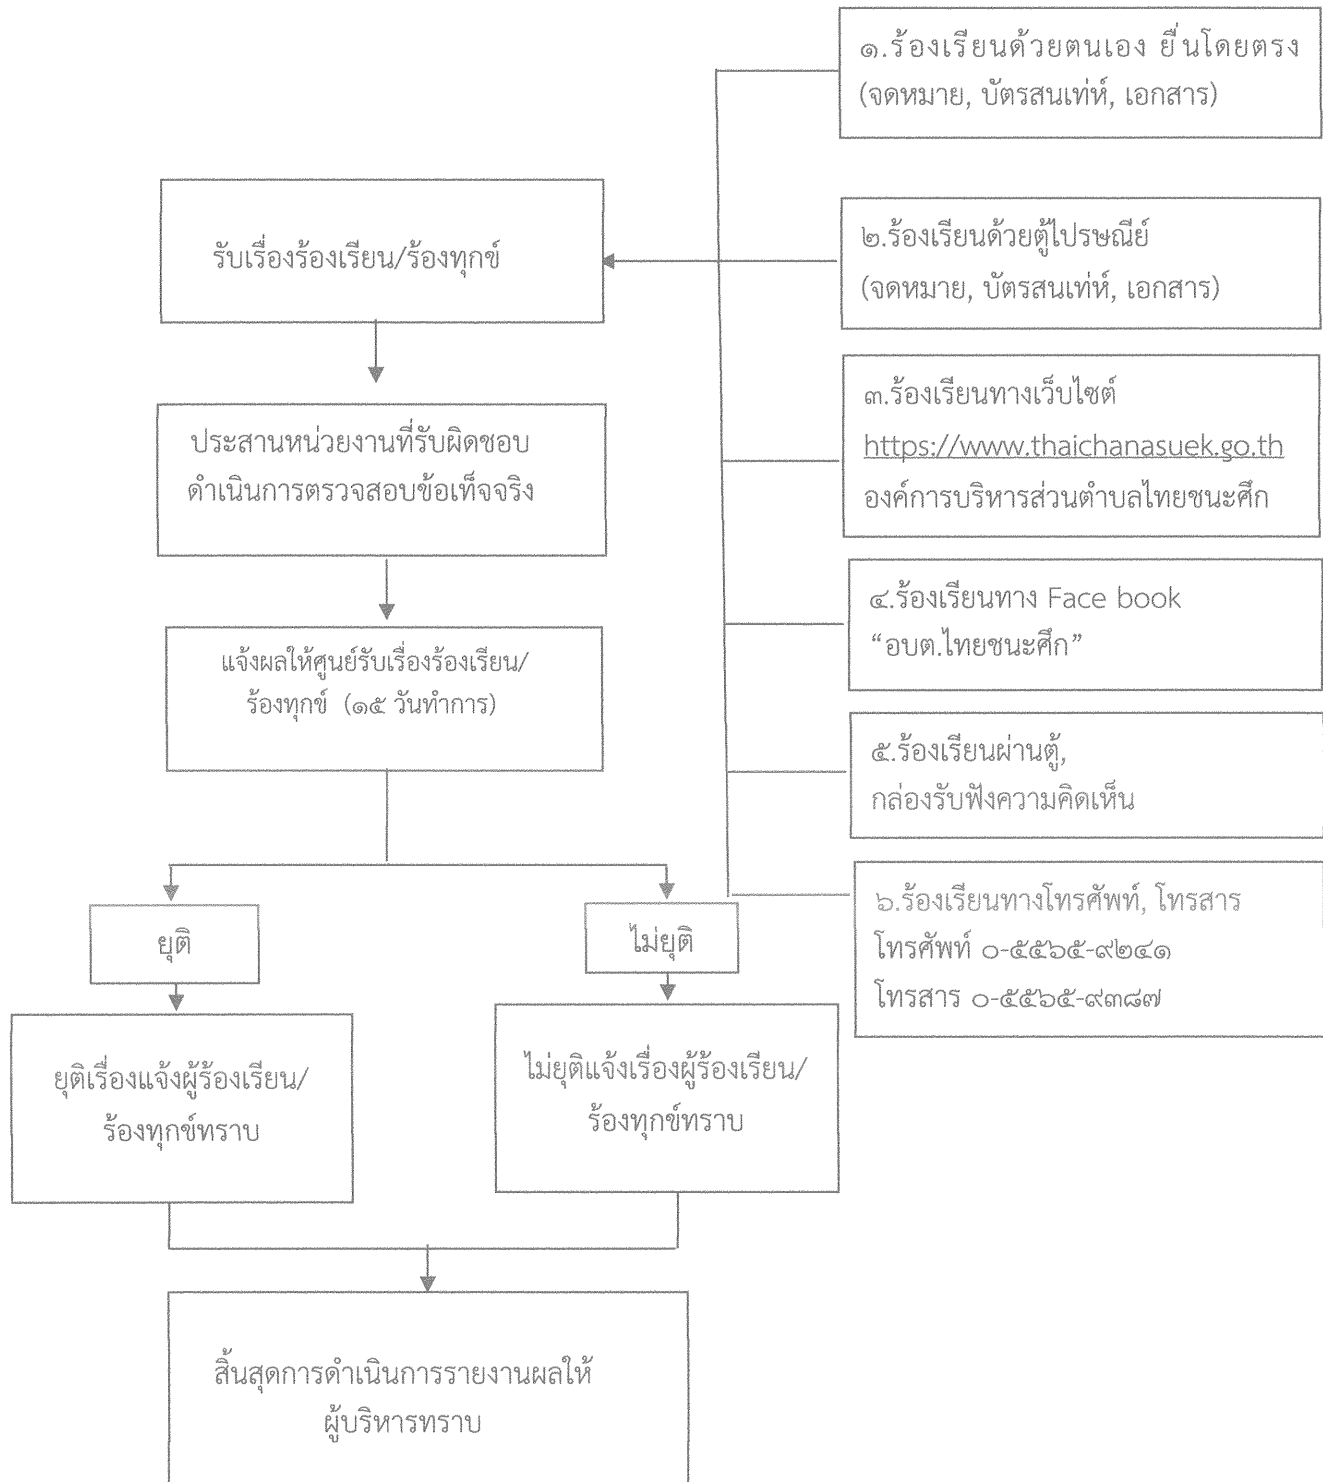 ๑.ร้องเรียนด้วยตนเอง ยื่นโดยตรง
(จดหมาย, บัตรสนเท่ห์, เอกสาร)
รับเรื่องร้องเรียน/ร้องทุกข์
๒.ร้องเรียนด้วยตู้ไปรษณีย์
(จดหมาย, บัตรสนเท่ห์, เอกสาร)
๓.ร้องเรียนทางเว็บไซต์
https://www.thaichanasuek.go.th
องค์การบริหารส่วนตำบลไทยชนะศึก
ประสานหน่วยงานที่รับผิดชอบ
ดำเนินการตรวจสอบข้อเท็จจริง
๔.ร้องเรียนทาง Face book
“อบต.ไทยชนะศึก”
แจ้งผลให้ศูนย์รับเรื่องร้องเรียน/
ร้องทุกข์ (๑๕ วันทำการ)
๕.ร้องเรียนผ่านตู้,
กล่องรับฟังความคิดเห็น
๖.ร้องเรียนทางโทรศัพท์, โทรสาร
โทรศัพท์ ๐-๕๕๖๕-๙๒๔๑
โทรสาร ๐-๕๕๖๕-๙๓๘๗
ยุติ
ไม่ยุติ
ยุติเรื่องแจ้งผู้ร้องเรียน/
ร้องทุกข์ทราบ
ไม่ยุติแจ้งเรื่องผู้ร้องเรียน/
ร้องทุกข์ทราบ
สิ้นสุดการดำเนินการรายงานผลให้
ผู้บริหารทราบ